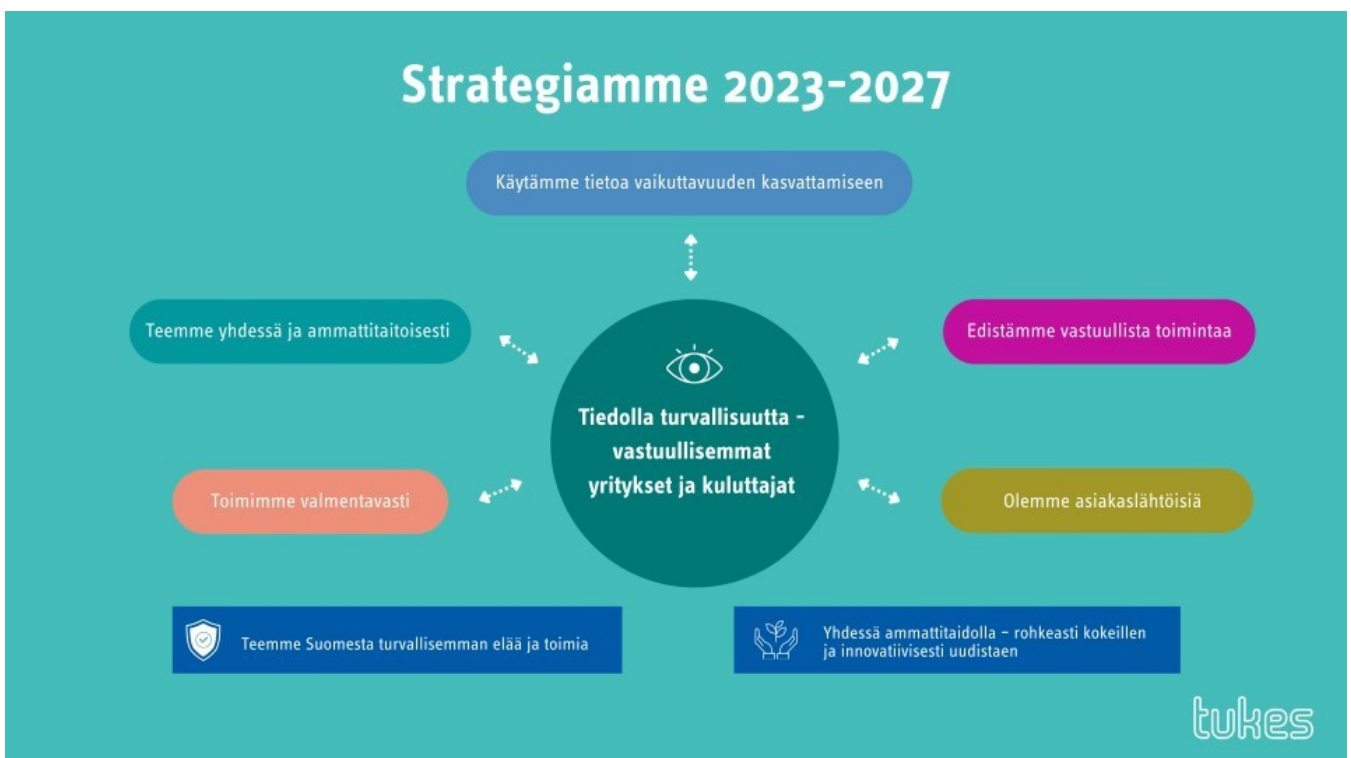 Strategiamme 2023-2027
Käytämme tietoa vaikuttavuuden kasvattamiseen
Teemme yhdessä ja ammattitaitoisesti
Edistämme vastuullista toimintaa
Tiedolla turvallisuutta –
vastuullisemmat
yritykset ja kuluttajat
Toimimme valmentavasti
Olemme asiakaslähtöisiä
Teemme Suomesta turvallisemman elää ja toimia
Yhdessä ammattitaidolla – rohkeasti kokeillen
ja innovatiivisesti uudistaen
tukes